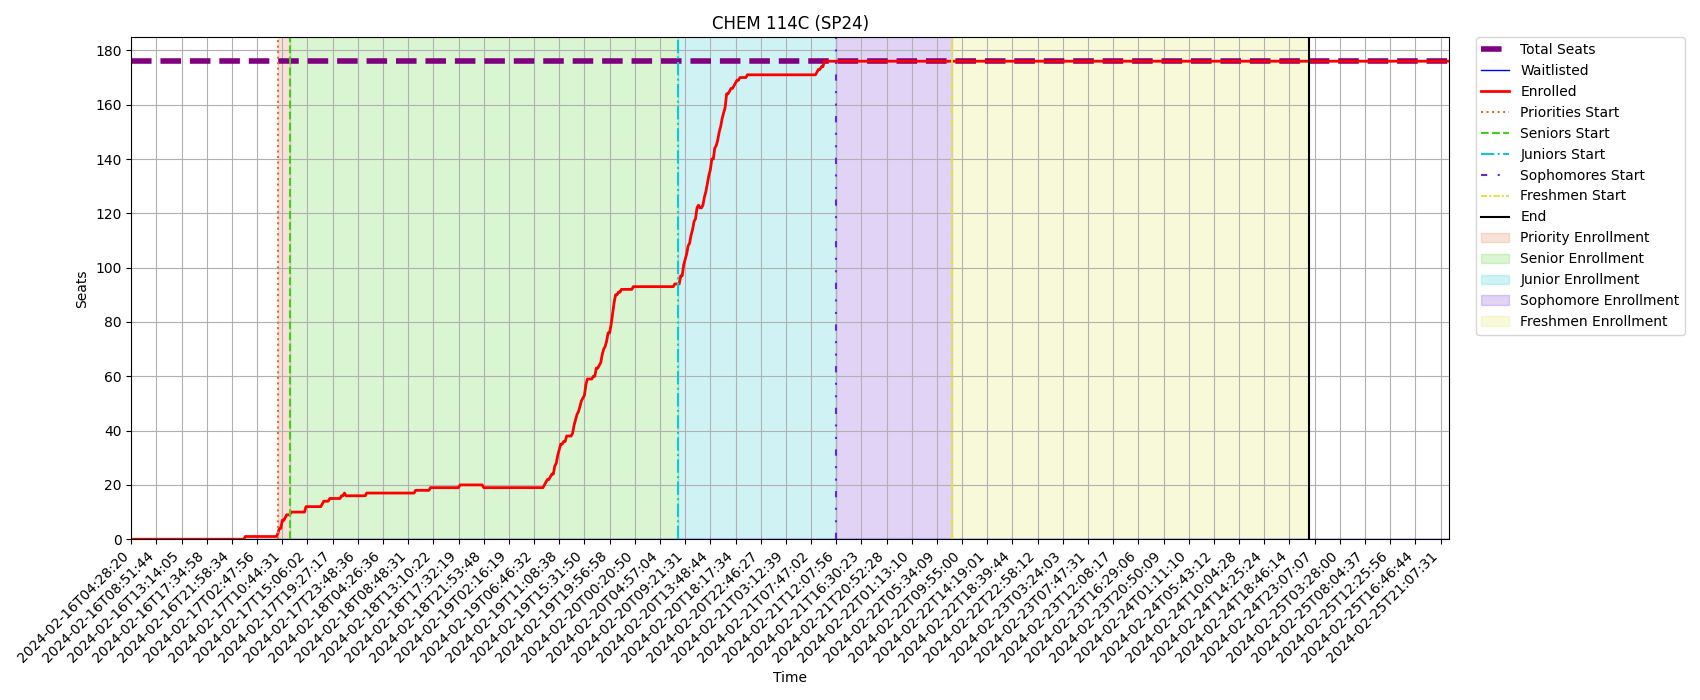 CHEM 114C (SP24)
Seats
180
160
140
120
100
80
60
40
20
0
2024-02-16T04:28:20
2024-02-16T08:51:44
2024-02-16T13:14:05
2024-02-16T17:34:58
2024-02-16T21:58:34
2024-02-17T02:47:56
2024-02-17T10:44:31
2024-02-17T15:06:02
2024-02-17T19:27:17
2024-02-17T23:48:36
2024-02-18T04:26:36
2024-02-18T08:48:31
2024-02-18T13:10:22
2024-02-18T17:32:19
2024-02-18T21:53:48
2024-02-19T02:16:19
2024-02-19T06:46:32
2024-02-19T11:08:38
2024-02-19T15:31:50
2024-02-19T19:56:58
2024-02-20T00:20:50
2024-02-20T04:57:04
2024-02-20T09:21:31
2024-02-20T13:48:44
2024-02-20T18:17:34
2024-02-20T22:46:27
2024-02-21T03:12:39
2024-02-21T07:47:02
2024-02-21T12:07:56
2024-02-21T16:30:23
2024-02-21T20:52:28
2024-02-22T01:13:10
2024-02-22T05:34:09
2024-02-22T09:55:00
2024-02-22T14:19:01
2024-02-22T18:39:44
2024-02-22T22:58:12
2024-02-23T03:24:03
2024-02-23T07:47:31
2024-02-23T12:08:17
2024-02-23T16:29:06
2024-02-23T20:50:09
2024-02-24T01:11:10
2024-02-24T05:43:12
2024-02-24T10:04:28
2024-02-24T14:25:24
2024-02-24T18:46:14
2024-02-24T23:07:07
2024-02-25T03:28:00
2024-02-25T08:04:37
2024-02-25T12:25:56
2024-02-25T16:46:44
2024-02-25T21:07:31
Time
Total Seats
Waitlisted
Enrolled
Priorities Start
Seniors Start
Juniors Start
Sophomores Start
Freshmen Start
End
Priority Enrollment
Senior Enrollment
Junior Enrollment
Sophomore Enrollment
Freshmen Enrollment